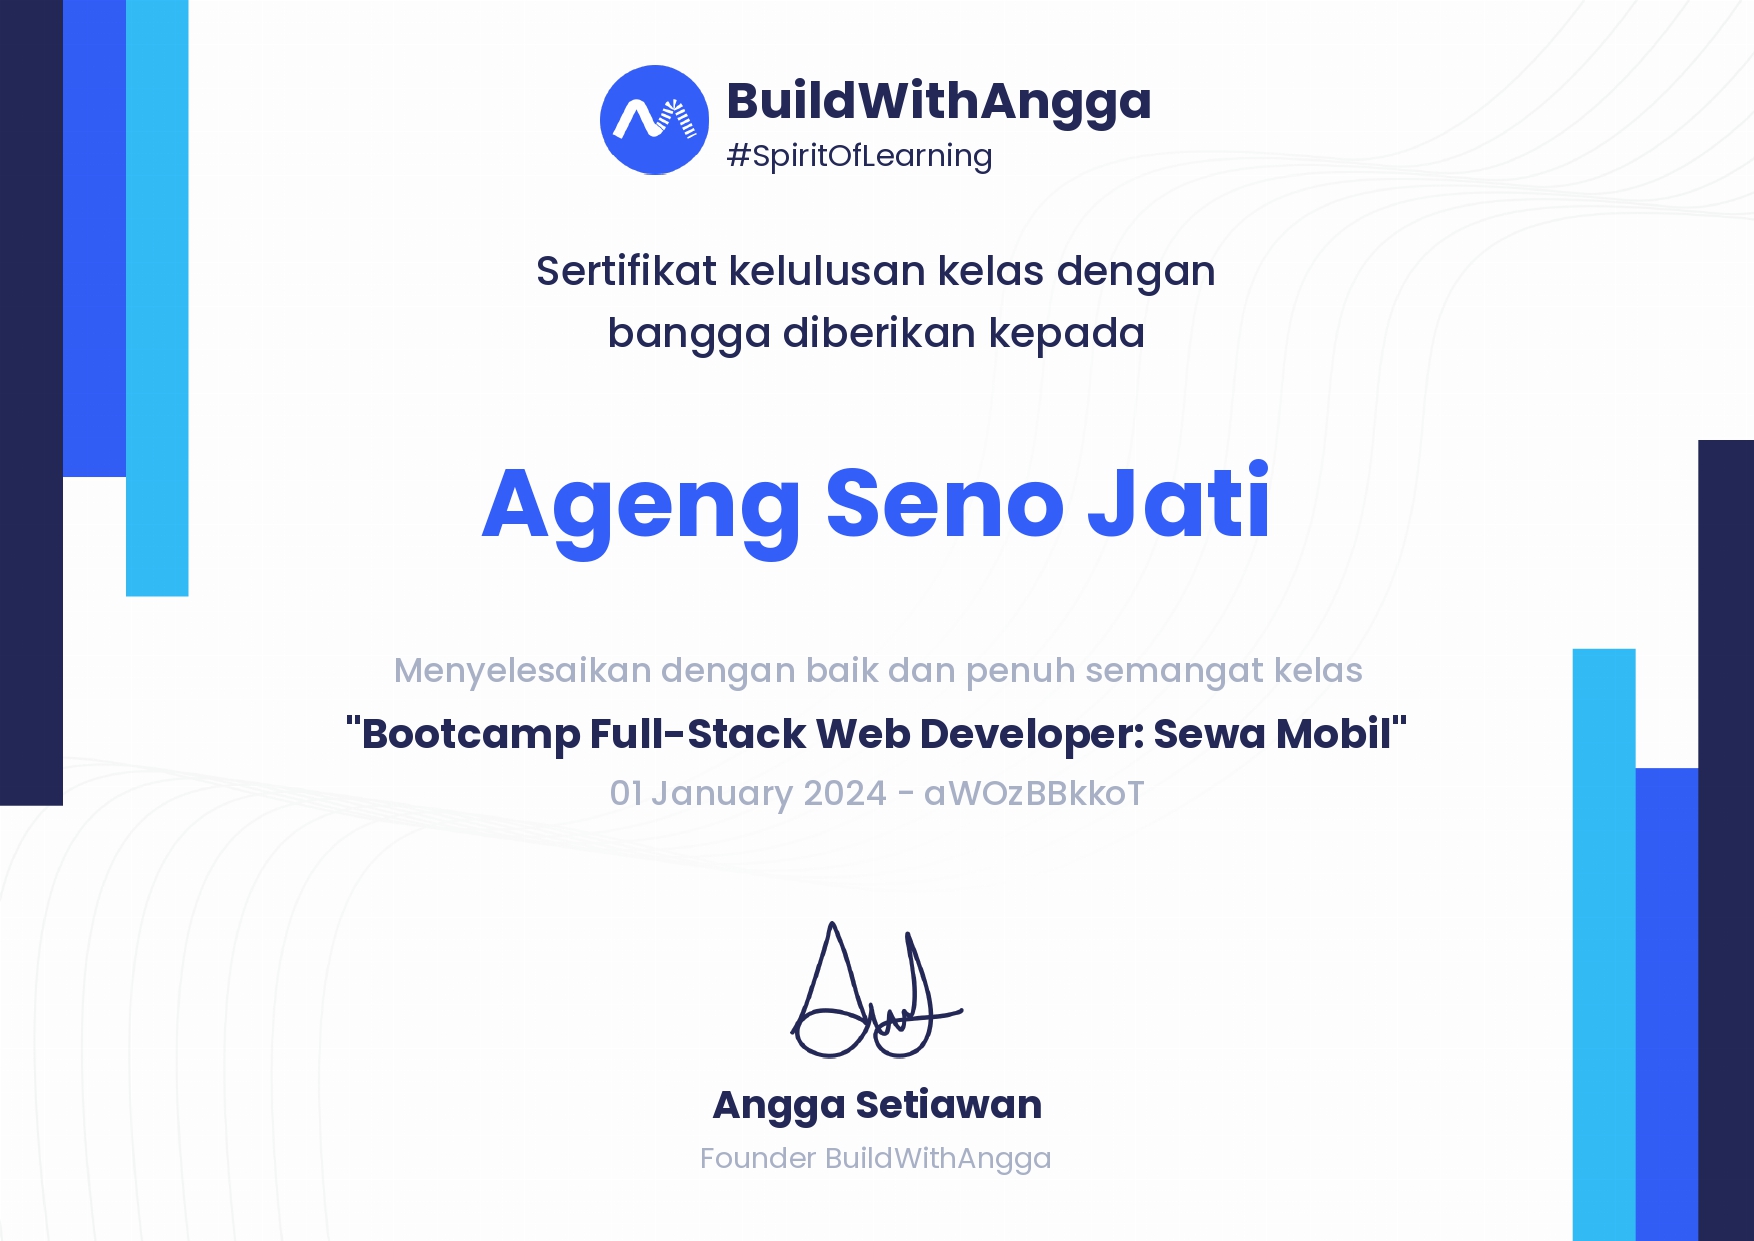 BuildWithAngga
#SpiritOfLearning
Sertifikat kelulusan kelas dengan
bangga diberikan kepada
Ageng Seno Jati
Menyelesaikan dengan baik dan penuh semangat kelas
"Bootcamp Full-Stack Web Developer: Sewa Mobil"
01 January 2024 - aWOzBBkkoT
Angga Setiawan
Founder BuildWithAngga